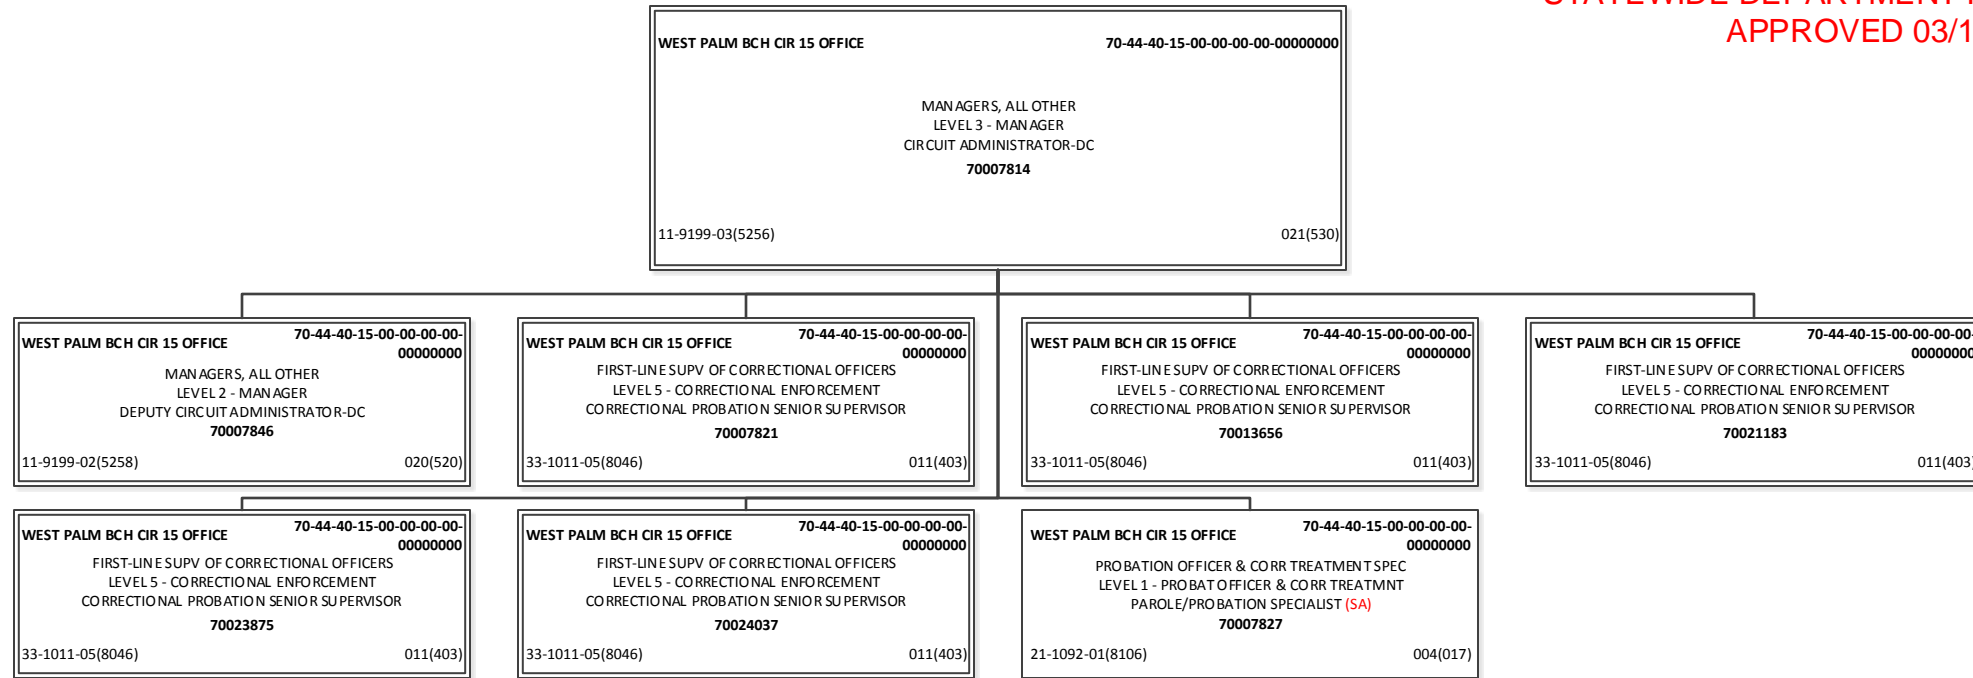 STATEWIDE DEPARTMENT
APPROVED 03/1
WEST PALM BCH CIR 15 OFFICE 70-44-40-15-00-00-00-00-00000000
MANAGERS, ALL OTHER
LEVEL 3 - MANAGER
CIRCUIT ADMINISTRATOR-DC
70007814
11-9199-03(5256) 021(530)
WEST PALM BCH CIR 15 OFFICE 70-44-40-15-00-00-00-00-
00000000
MANAGERS, ALL OTHER
LEVEL 2 - MANAGER
DEPUTY CIRCUIT ADMINISTRATOR-DC
70007846
11-9199-02(5258) 020(520)
WEST PALM BCH CIR 15 OFFICE 70-44-40-15-00-00-00-00-
00000000
FIRST-LINE SUPV OF CORRECTIONAL OFFICERS
LEVEL 5 - CORRECTIONAL ENFORCEMENT
CORRECTIONAL PROBATION SENIOR SUPERVISOR
70007821
33-1011-05(8046) 011(403)
WEST PALM BCH CIR 15 OFFICE 70-44-40-15-00-00-00-00-
00000000
FIRST-LINE SUPV OF CORRECTIONAL OFFICERS
LEVEL 5 - CORRECTIONAL ENFORCEMENT
CORRECTIONAL PROBATION SENIOR SUPERVISOR
70013656
33-1011-05(8046) 011(403)
WEST PALM BCH CIR 15 OFFICE 70-44-40-15-00-00-00-00-
00000000
FIRST-LINE SUPV OF CORRECTIONAL OFFICERS
LEVEL 5 - CORRECTIONAL ENFORCEMENT
CORRECTIONAL PROBATION SENIOR SUPERVISOR
70021183
33-1011-05(8046) 011(403)
WEST PALM BCH CIR 15 OFFICE 70-44-40-15-00-00-00-00-
00000000
FIRST-LINE SUPV OF CORRECTIONAL OFFICERS
LEVEL 5 - CORRECTIONAL ENFORCEMENT
CORRECTIONAL PROBATION SENIOR SUPERVISOR
70023875
33-1011-05(8046) 011(403)
WEST PALM BCH CIR 15 OFFICE 70-44-40-15-00-00-00-00-
00000000
FIRST-LINE SUPV OF CORRECTIONAL OFFICERS
LEVEL 5 - CORRECTIONAL ENFORCEMENT
CORRECTIONAL PROBATION SENIOR SUPERVISOR
70024037
33-1011-05(8046) 011(403)
WEST PALM BCH CIR 15 OFFICE 70-44-40-15-00-00-00-00-
00000000
PROBATION OFFICER & CORR TREATMENT SPEC
LEVEL 1 - PROBAT OFFICER & CORR TREATMNT
PAROLE/PROBATION SPECIALIST (SA)
70007827
21-1092-01(8106) 004(017)